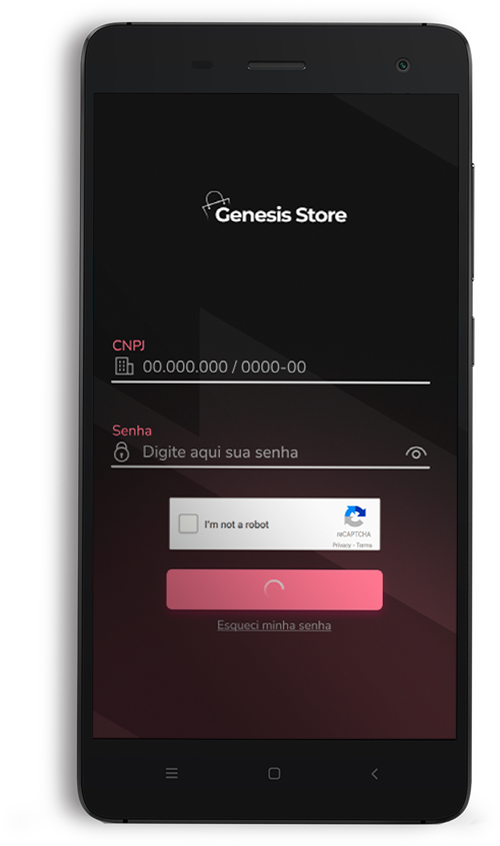 Genesis Store
CNPJ
00.000.000 / 0000-00
Senha
Digite aqui sua senha
I'm not a robot
reCAPTCHA
Privacy - Terms
Esqueci minha senha